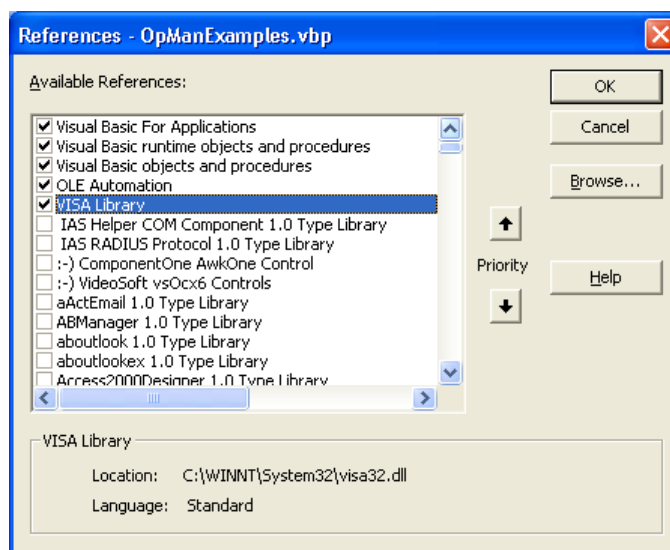 References - OpManExamples.vbp
Available References:
OK
Cancel
Browse...
Help
Visual Basic For Applications
Visual Basic runtime objects and procedures
Visual Basic objects and procedures
OLE Automation
VISA Library
IAS Helper COM Component 1.0 Type Library
IAS RADIUS Protocol 1.0 Type Library
:-) ComponentOne AwkOne Control
:-) VideoSoft vsOcx6 Controls
aActEmail 1.0 Type Library
ABManager 1.0 Type Library
aboutlook 1.0 Type Library
aboutlookex 1.0 Type Library
Access2000Designer 1.0 Type Library
Priority
VISA Library
Location: C:\WINNT\System32\visa32.dll
Language: Standard